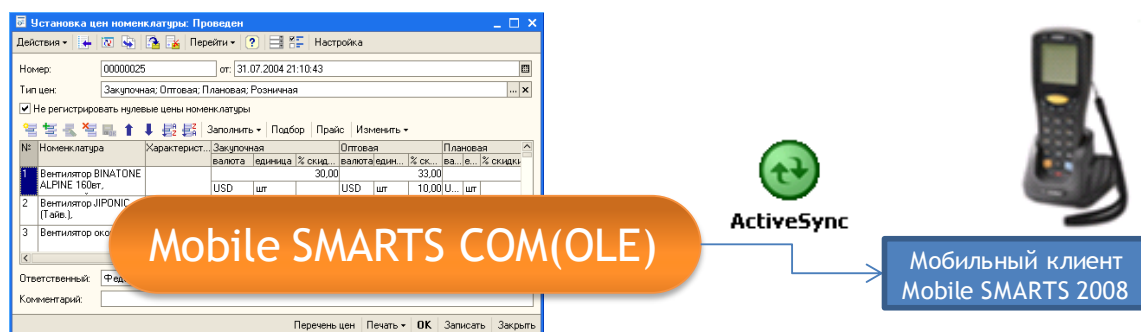 Установка цен номенклатуры: Проведен
Действия Перейти ? Настройка
Номер: 00000025 от: 31.07.2004 21:10:43
Тип цен: Закупочная; Оптовая; Плановая; Розничная ... x
Не регистрировать нулевые цены номенклатуры
Заполнить Подбор Прайс Изменить
№ Номенклатура Характерист... Закупочная Оптовая Плановая
валюта единица % скид... валюта един... % ск... ва... е... % скидки
1 Вентилятор BINATONE 30,00 33,00
ALPINE 160вт, USD шт USD шт 10,00 U... шт
2 Вентилятор JIPONIC
(Тайв.),
3 Вентилятор
Mobile SMARTS COM(OLE)
Ответственный:
Комментарий:
Перечень цен Печать OK Записать Закрыть
ActiveSync
Мобильный клиент
Mobile SMARTS 2008